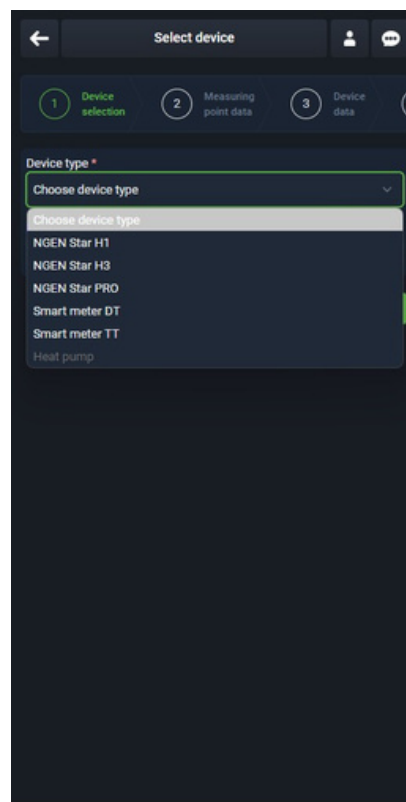 Select device
1
Device
selection
2
Measuring
point data
3
Device
data
Device type *
Choose device type
Choose device type
NGEN Star H1
NGEN Star H3
NGEN Star PRO
Smart meter DT
Smart meter TT
Heat pump